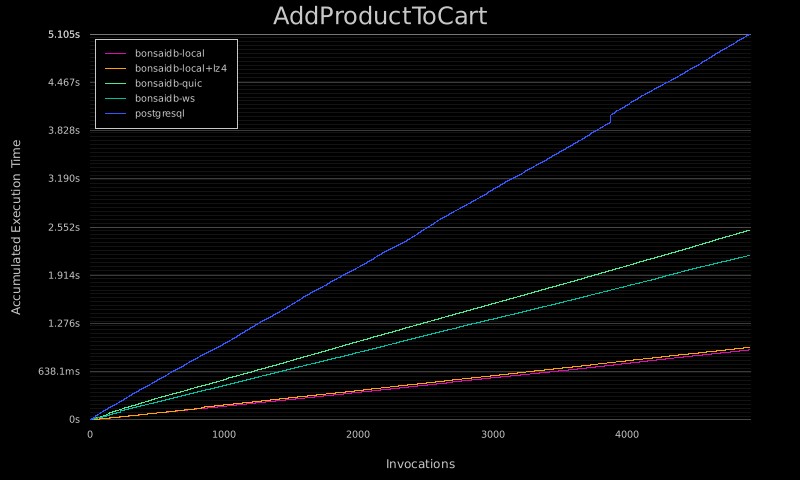 AddProductToCart
5.105s
4.467s
3.828s
3.190s
2.552s
1.914s
1.276s
638.1ms
0s
bonsaidb-local
bonsaidb-local+lz4
bonsaidb-quic
bonsaidb-ws
postgresql
Accumulated Execution Time
0
1000
2000
3000
4000
Invocations